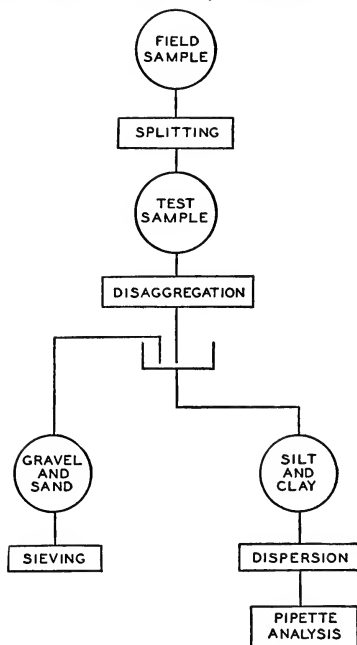 FIELD
SAMPLE
SPLITTING
TEST
SAMPLE
DISAGGREGATION
GRAVEL
AND
SAND
SIEVING
SILT
AND
CLAY
DISPERSION
PIPETTE
ANALYSIS